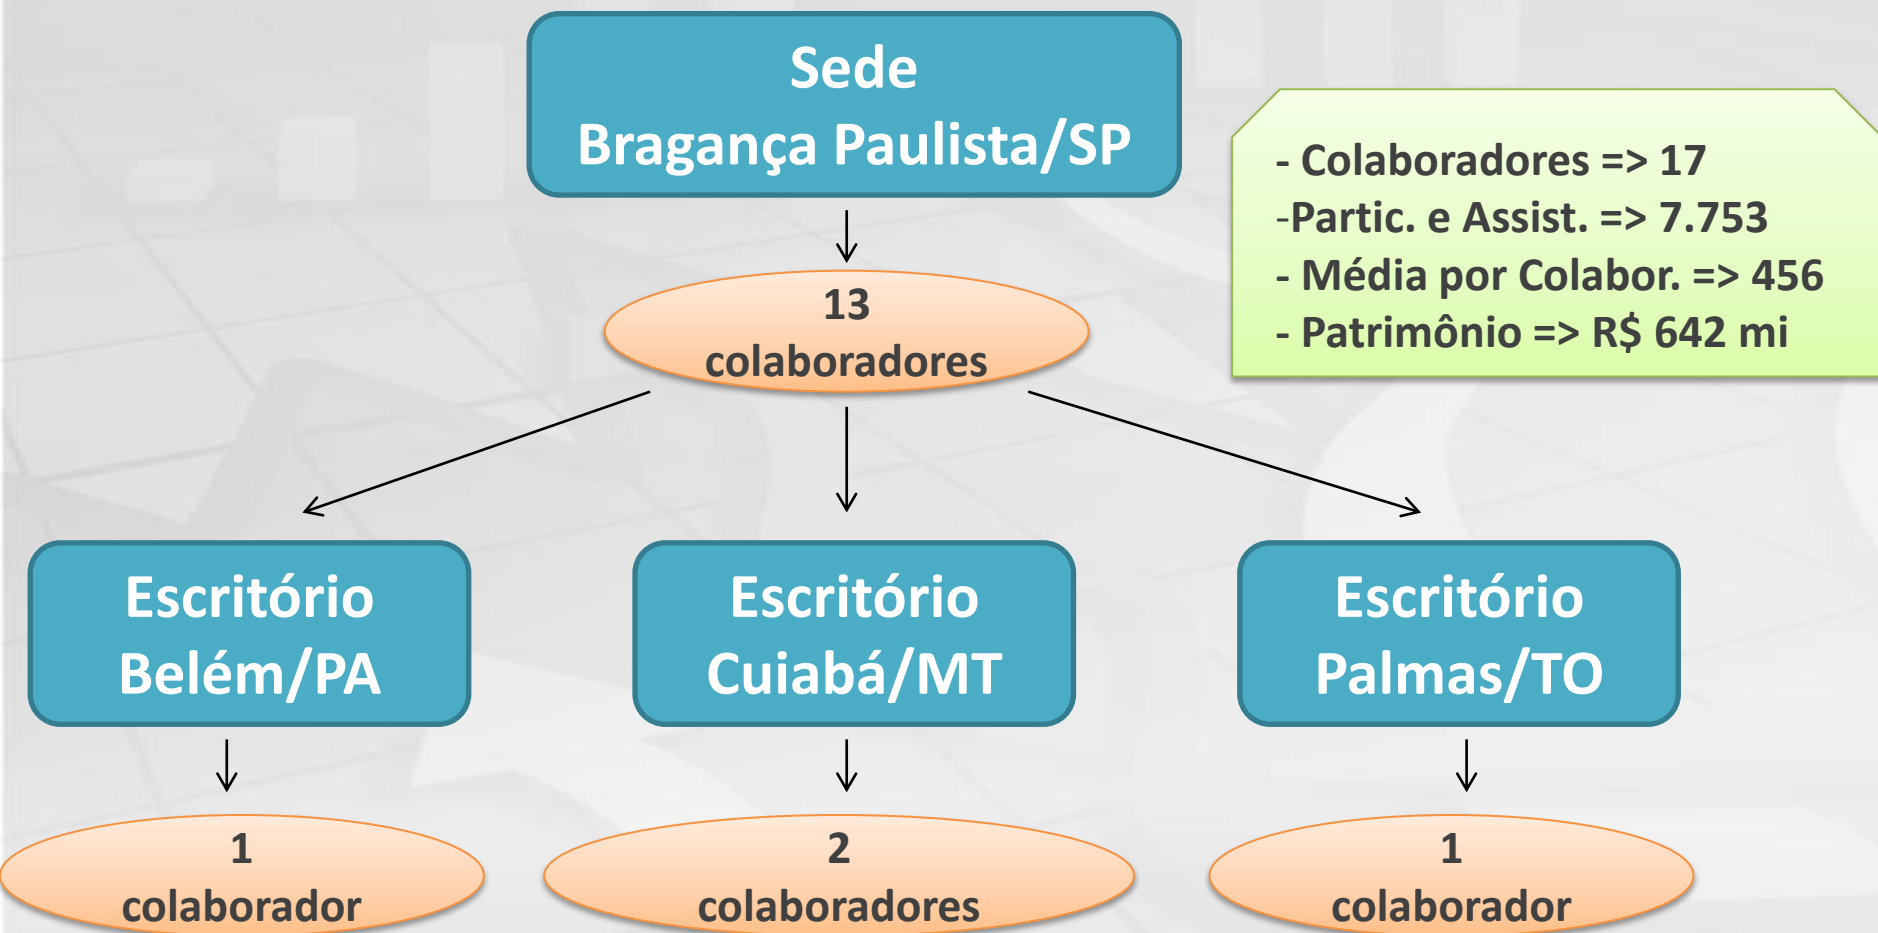 Sede
Bragança Paulista/SP
- Colaboradores => 17
-Partic. e Assist. => 7.753
- Média por Colabor. => 456
- Patrimônio => R$ 642 mi
13
colaboradores
Escritório
Belém/PA
Escritório
Cuiabá/MT
Escritório
Palmas/TO
1
colaborador
2
colaboradores
1
colaborador